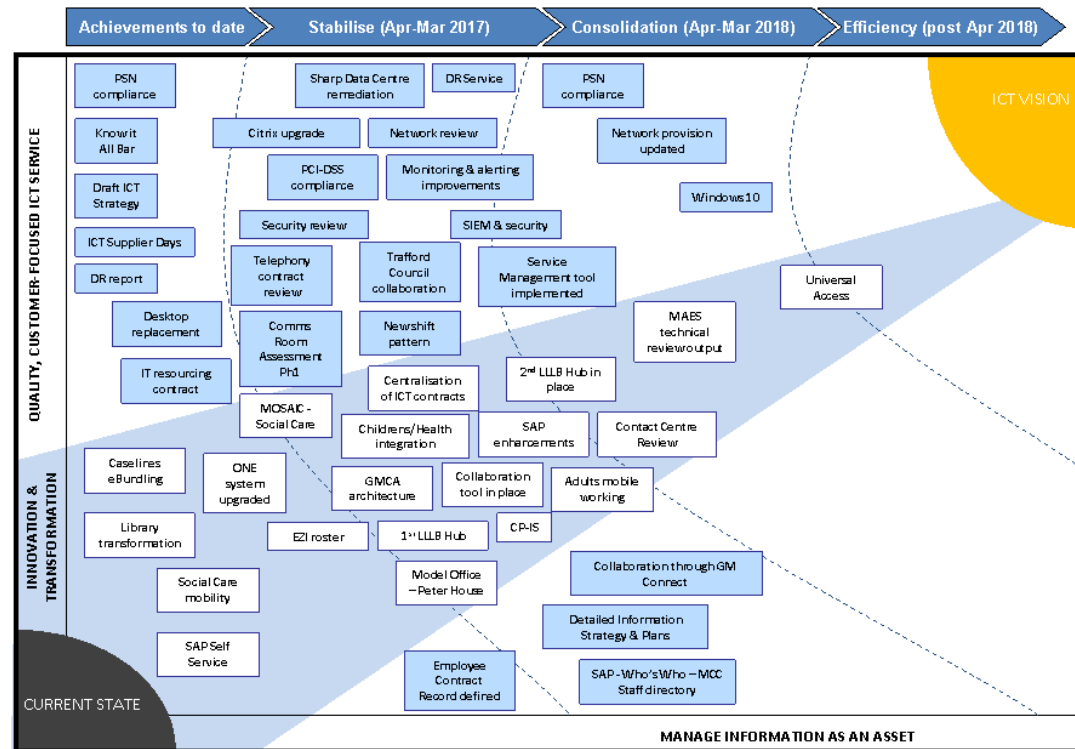 Achievements to date
Stabilise (Apr-Mar 2017)
Consolidation (Apr-Mar 2018)
Efficiency (post Apr 2018)
QUALITY, CUSTOMER-FOCUSED ICT SERVICE
INNOVATION &
TRANSFORMATION
PSN
compliance
Know it
All Bar
Draft ICT
Strategy
ICT Supplier Days
DR report
Desktop
replacement
IT resourcing
contract
Sharp Data Centre
remediation
DR Service
Citrix upgrade
Network review
PCI-DSS
compliance
Monitoring & alerting
improvements
Security review
SIEM & security
Telephony
contract
review
Trafford
Council
collaboration
Service
Management tool
implemented
Comms
Room
Assessment
Ph1
New shift
pattern
PSN
compliance
Network provision
updated
Windows 10
ICT VISION
Universal
Access
MAES
technical
review output
2nd LLLB Hub in
place
Centralisation
of ICT contracts
MOSAIC -
Social Care
Childrens/Health
integration
SAP
enhancements
Contact Centre
Review
Caselines
eBundling
ONE
system
upgraded
GMCA
architecture
Collaboration
tool in place
Adults mobile
working
Library
transformation
EZI roster
1st LLLB Hub
CP-IS
Social Care
mobility
Model Office
– Peter House
SAP Self
Service
Collaboration through GM
Connect
Detailed Information
Strategy & Plans
Employee
Contract
Record defined
SAP - Who's Who – MCC
Staff directory
CURRENT STATE
MANAGE INFORMATION AS AN ASSET